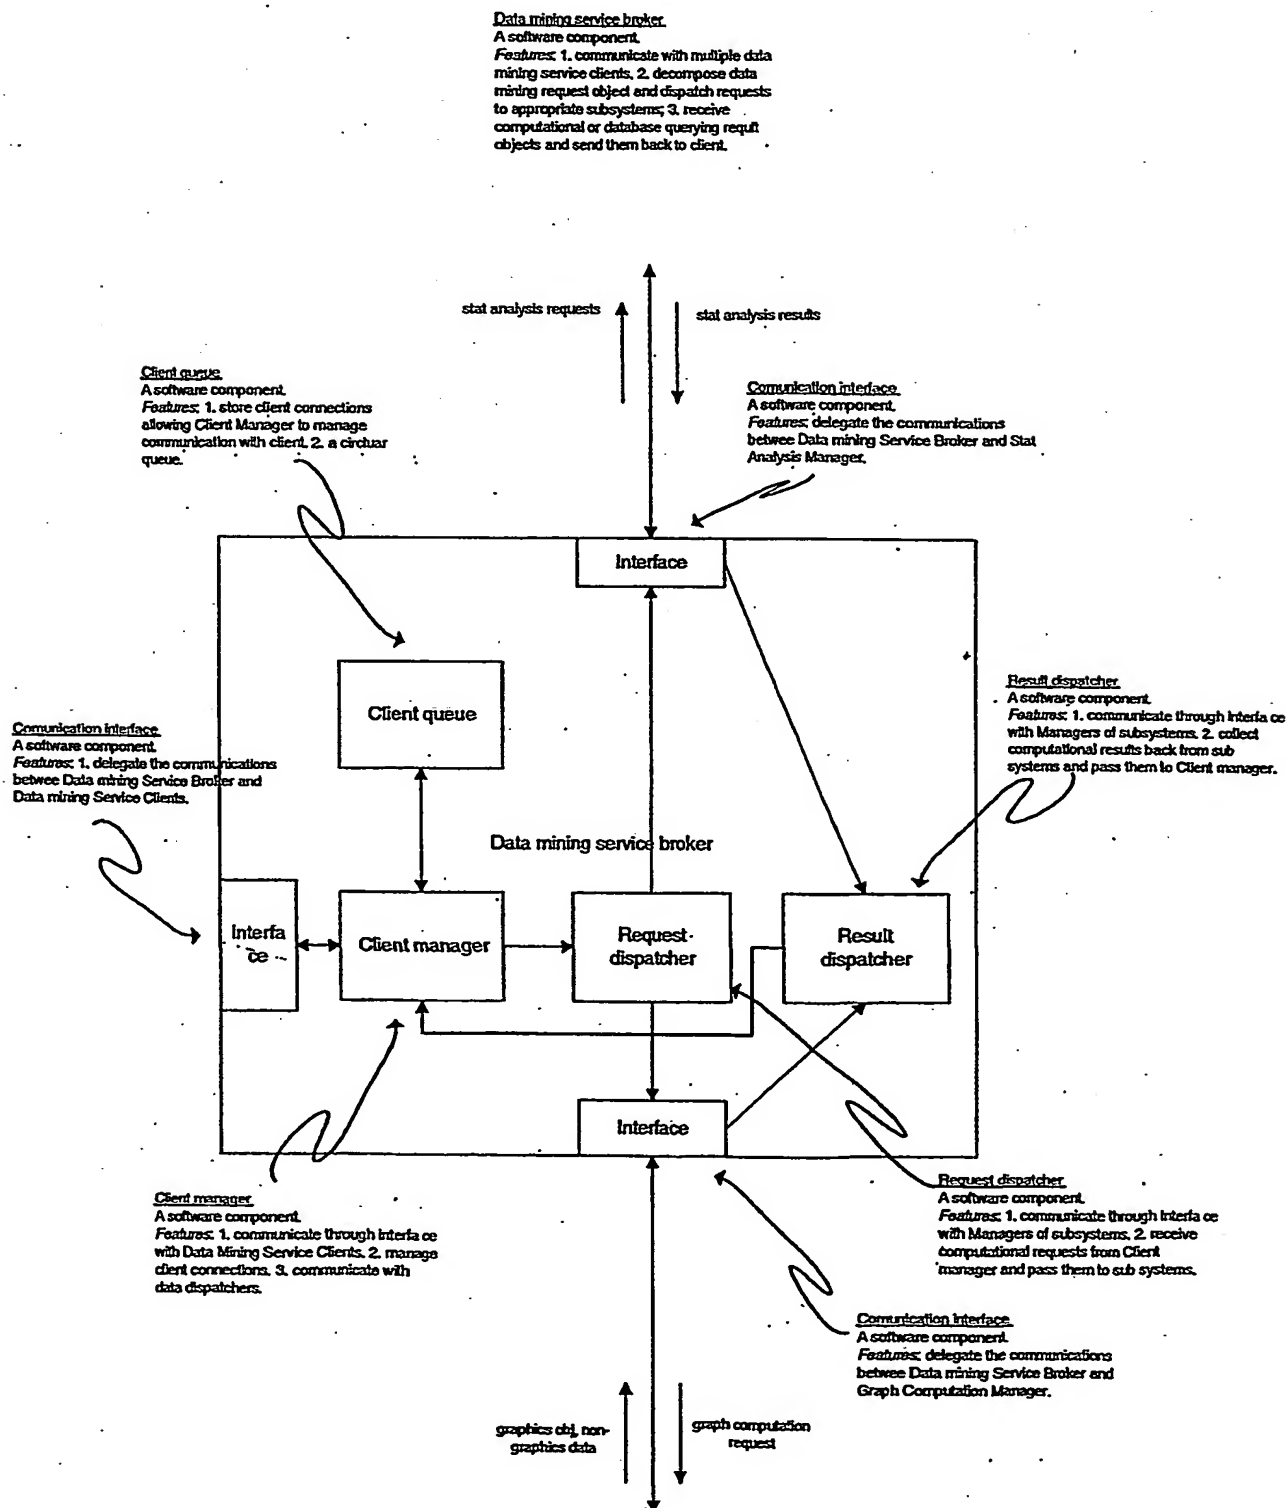 Data mining service broker
A software component.
Features: 1. communicate with multiple data
mining service clients, 2. decompose data
mining request object and dispatch requests
to appropriate subsystems; 3. receive
computational or database querying reqult
objects and send them back to client.
stat analysis requests
stat analysis results
Client queue
A software component.
Features: 1. store client connections
allowing Client Manager to manage
communication with client. 2. a circluar
queue.
Comunication interface
A software component.
Features: delegate the communications
betwee Data mining Service Broker and Stat
Analysis Manager.
Interface
Client queue
Result dispatcher
A software component.
Features: 1. communicate through Interfa ce
with Managers of subsystems. 2. collect
computational results back from sub
systems and pass them to Client manager.
Comunication interface
A software component.
Features: 1. delegate the communications
betwee Data mining Service Broker and
Data mining Service Clients.
Data mining service broker
Interfa
ce
Client manager
Request
dispatcher
Result
dispatcher
Interface
Client manager
A software component.
Features: 1. communicate through interfa ce
with Data Mining Service Clients. 2. manage
client connections. 3. communicate with
data dispatchers.
Request dispatcher
A software component.
Features: 1. communicate through interfa ce
with Managers of subsystems. 2. receive
computational requests from Client
manager and pass them to sub systems.
Comunication interface
A software component.
Features: delegate the communications
betwee Data mining Service Broker and
Graph Computation Manager.
graphics obj, non-
graphics data
graph computation
request